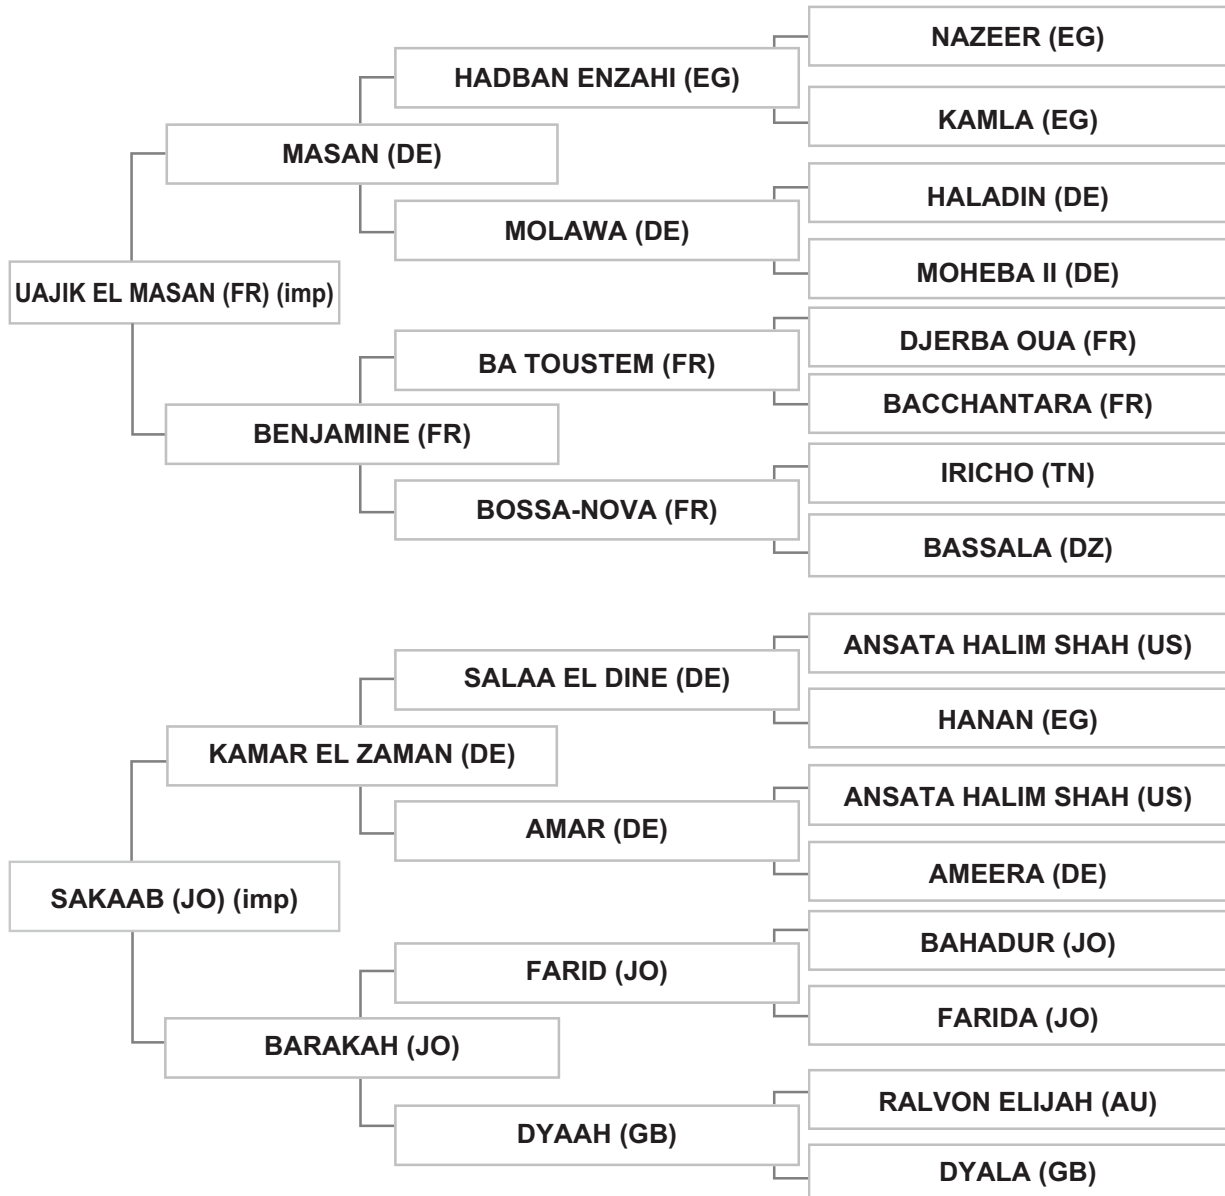 NAZEER (EG)
HADBAN ENZAHI (EG)
KAMLA (EG)
MASAN (DE)
HALADIN (DE)
MOLAWA (DE)
MOHEBA II (DE)
UAJIK EL MASAN (FR) (imp)
DJERBA OUA (FR)
BA TOUSTEM (FR)
BACCHANTARA (FR)
BENJAMINE (FR)
IRICHO (TN)
BOSSA-NOVA (FR)
BASSALA (DZ)
ANSATA HALIM SHAH (US)
SALAA EL DINE (DE)
HANAN (EG)
KAMAR EL ZAMAN (DE)
ANSATA HALIM SHAH (US)
AMAR (DE)
AMEERA (DE)
SAKAAB (JO) (imp)
BAHADUR (JO)
FARID (JO)
FARIDA (JO)
BARAKAH (JO)
RALVON ELIJAH (AU)
DYAAH (GB)
DYALA (GB)